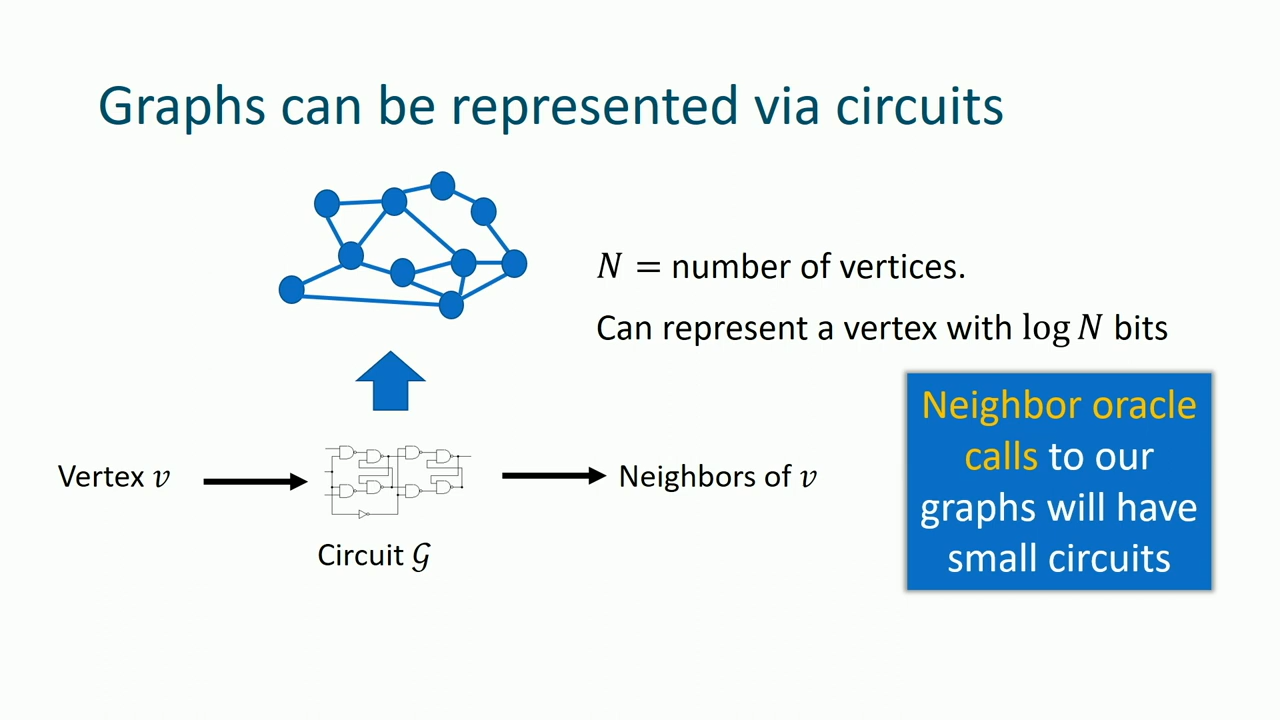 Graphs can be represented via circuits
N = number of vertices.
Can represent a vertex with log N bits
Neighbor oracle
calls to our
graphs will have
small circuits
Vertex v
Neighbors of v
Circuit 𝒢